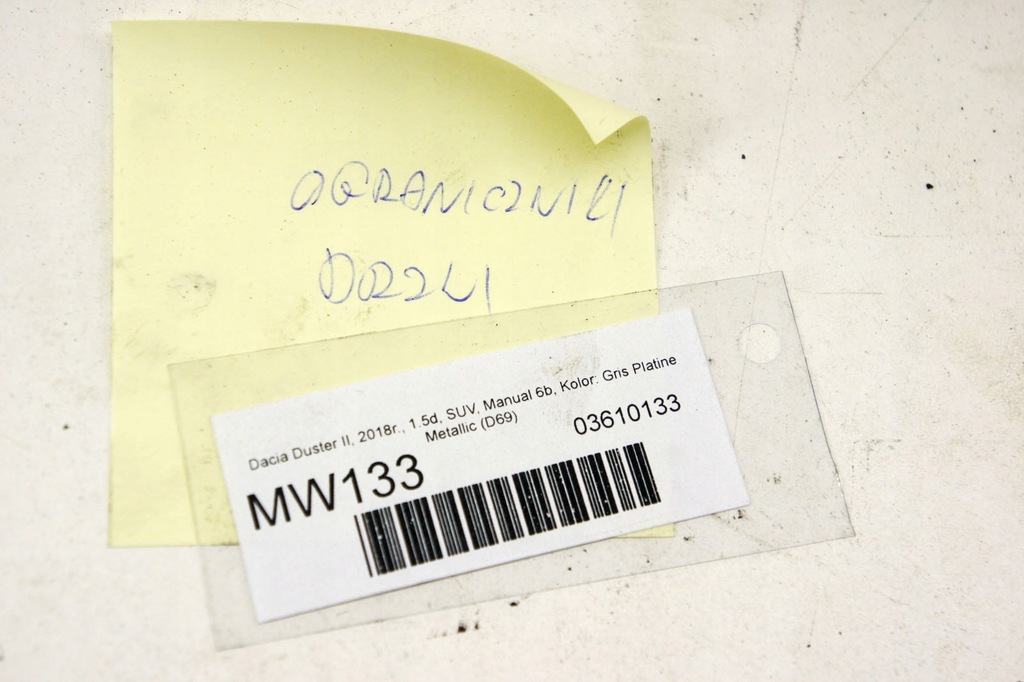 OGRANICZNIKI
DRZWI
Dacia Duster II, 2018r., 1.5d, SUV, Manual 6b, Kolor: Gris Platine
Metallic (D69)
03610133
MW133